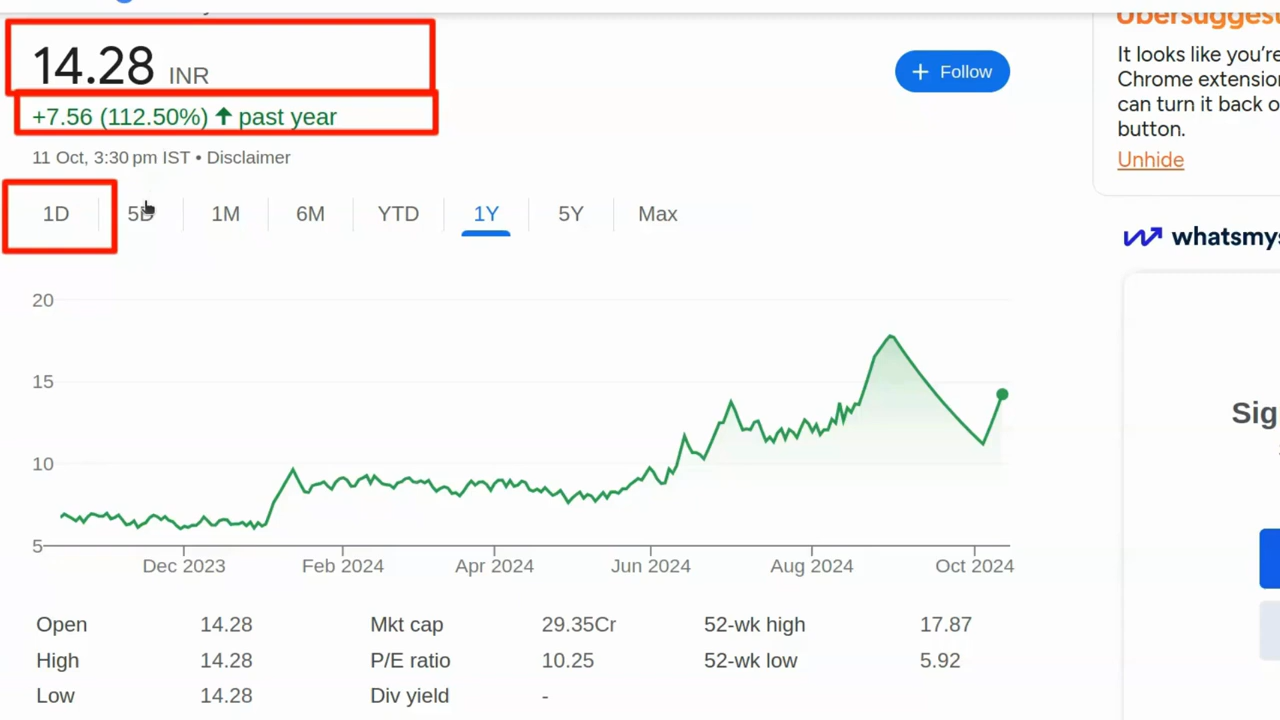 14.28 INR
+ Follow
+7.56 (112.50%) ↑ past year
11 Oct, 3:30 pm IST • Disclaimer
1D 5D 1M 6M YTD 1Y 5Y Max
20
15
10
5
Dec 2023 Feb 2024 Apr 2024 Jun 2024 Aug 2024 Oct 2024
Open 14.28 Mkt cap 29.35Cr 52-wk high 17.87
High 14.28 P/E ratio 10.25 52-wk low 5.92
Low 14.28 Div yield -
Ubersuggest
It looks like you're
Chrome extension
can turn it back o
button.
Unhide
whatsmys
Sig